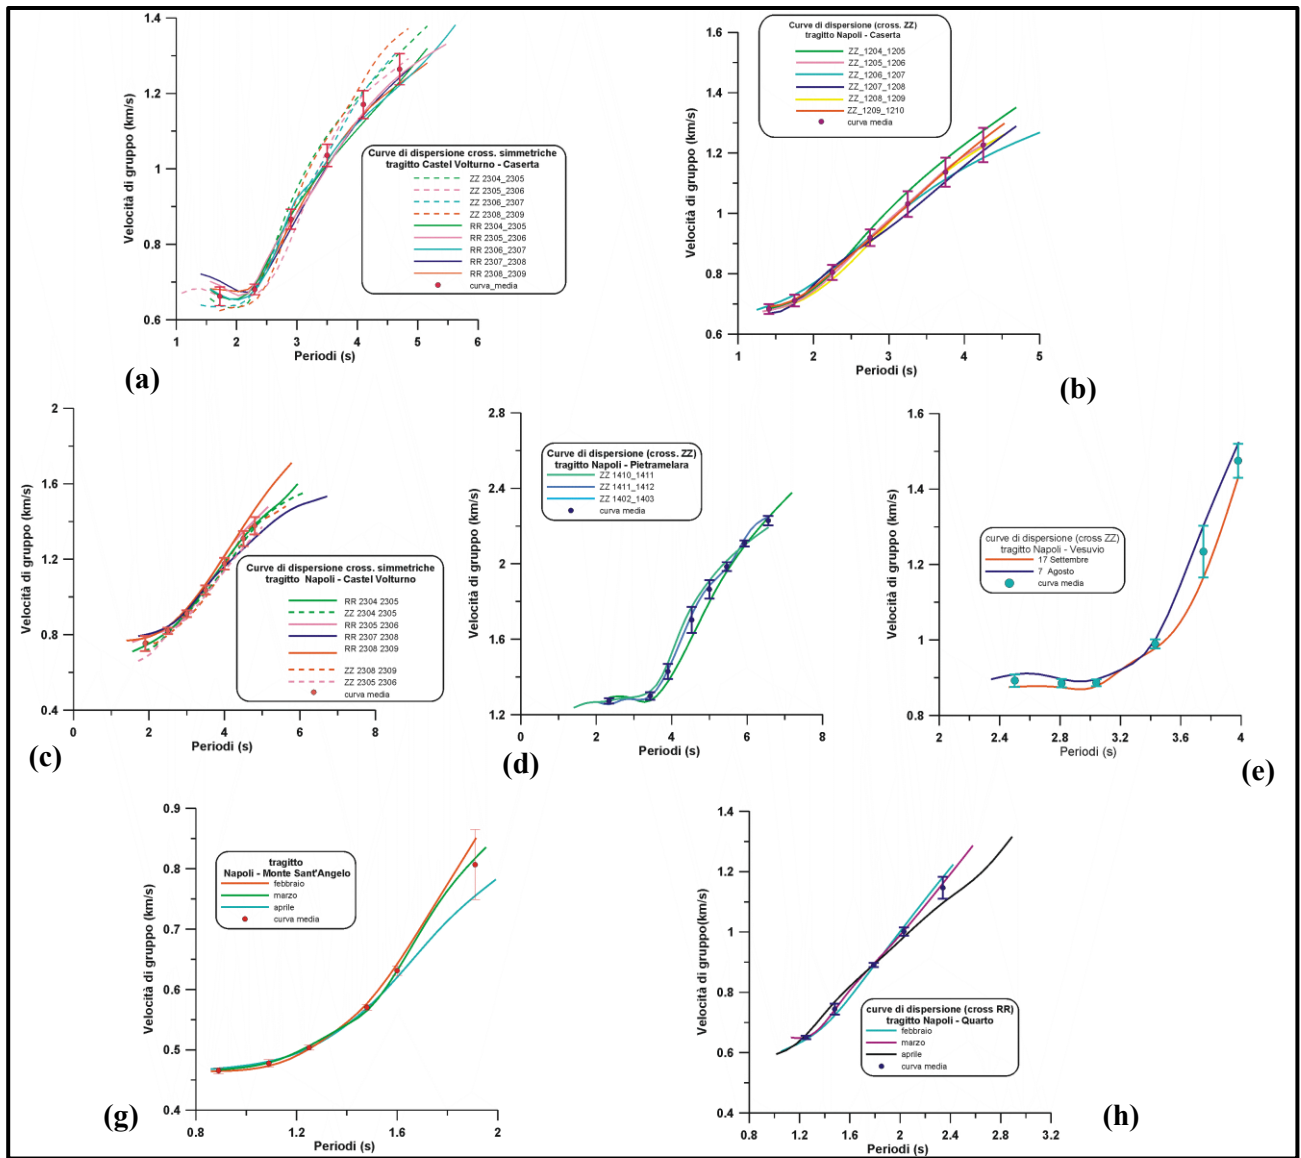 1.4
1.2
1
0.8
0.6
Velocità di gruppo (km/s)
1 2 3 4 5 6
Periodi (s)
Curve di dispersione cross. simmetriche
tragitto Castel Volturno - Caserta
ZZ 2304_2305
ZZ 2305_2306
ZZ 2306_2307
ZZ 2308_2309
RR 2304_2305
RR 2305_2306
RR 2306_2307
RR 2307_2308
RR 2308_2309
curva_media
(a)
1.6
1.4
1.2
1
0.8
0.6
Velocità di gruppo (km/s)
1 2 3 4 5
Periodi (s)
Curve di dispersione (cross. ZZ)
tragitto Napoli - Caserta
ZZ_1204_1205
ZZ_1205_1206
ZZ_1206_1207
ZZ_1207_1208
ZZ_1208_1209
ZZ_1209_1210
curva media
(b)
2
1.6
1.2
0.8
0.4
Velocità di gruppo (km/s)
0 2 4 6 8
Periodi (s)
Curve di dispersione cross. simmetriche
tragitto Napoli - Castel Volturno
RR 2304 2305
ZZ 2304 2305
RR 2305 2306
RR 2307 2308
RR 2308 2309
ZZ 2308 2309
ZZ 2305 2306
curva media
(c)
2.8
2.4
2
1.6
1.2
Velocità di gruppo (km/s)
0 2 4 6 8
Periodi (s)
Curve di dispersione (cross. ZZ)
tragitto Napoli - Pietramelara
ZZ 1410_1411
ZZ 1411_1412
ZZ 1402_1403
curva media
(d)
1.6
1.4
1.2
1
0.8
Velocità di gruppo (km/s)
2 2.4 2.8 3.2 3.6 4
Periodi (s)
curve di dispersione (cross ZZ)
tragitto Napoli - Vesuvio
17 Settembre
7 Agosto
curva media
(e)
0.9
0.8
0.7
0.6
0.5
0.4
Velocità di gruppo (km/s)
0.8 1.2 1.6 2
Periodi (s)
tragitto
Napoli - Monte Sant'Angelo
febbraio
marzo
aprile
curva media
(g)
1.4
1.2
1
0.8
0.6
0.4
Velocità di gruppo(km/s)
0.8 1.2 1.6 2 2.4 2.8 3.2
Periodi (s)
curve di dispersione (cross RR)
tragitto Napoli - Quarto
febbraio
marzo
aprile
curva media
(h)